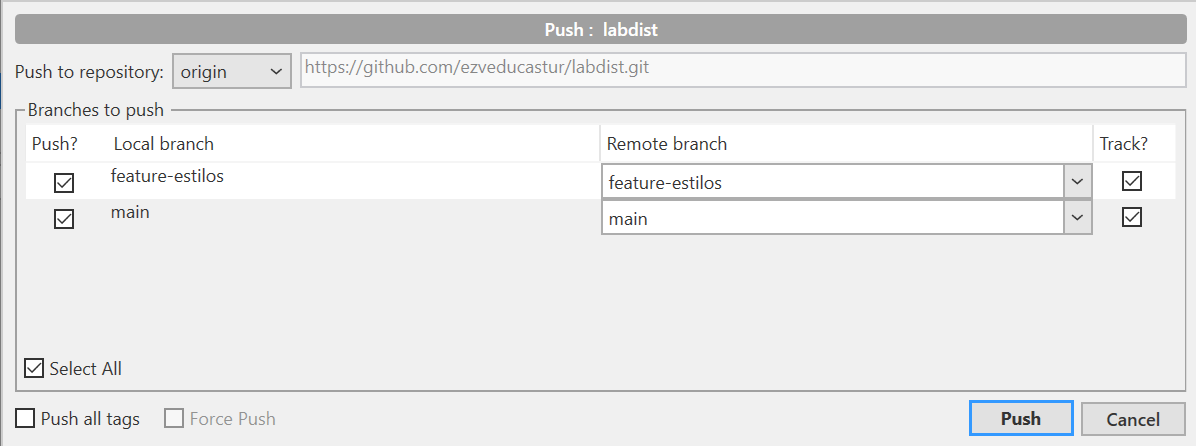 Push : labdist
Push to repository: origin https://github.com/ezveducastur/labdist.git
Branches to push
Push? Local branch Remote branch Track?
feature-estilos feature-estilos
main main
Select All
Push all tags Force Push Push Cancel